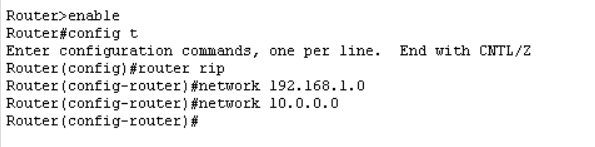 Router>enable
Router#config t
Enter configuration commands, one per line.  End with CNTL/Z
Router(config)#router rip
Router(config-router)#network 192.168.1.0
Router(config-router)#network 10.0.0.0
Router(config-router)#